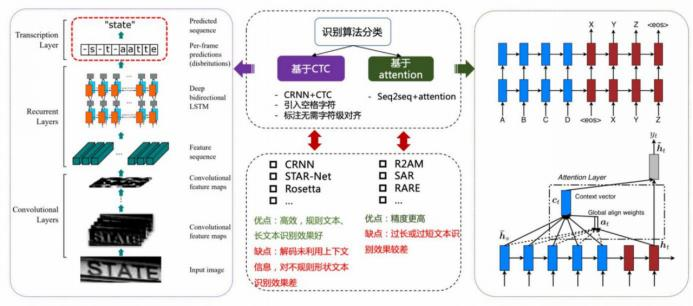 Transcription
Layer
"state"
Predicted
sequence
-s-t-aatte
Per-frame
predictions
(disbritutions)
Recurrent
Layers
Deep
bidirectional
LSTM
Feature
sequence
Convolutional
feature maps
Convolutional
Layers
Convolutional
feature maps
STATE
Input image
识别算法分类
基于CTC
基于
attention
- CRNN+CTC
- 引入空格字符
- 标注无需字符级对齐
- Seq2seq+attention
CRNN
STAR-Net
Rosetta
...
R2AM
SAR
RARE
...
优点：高效，规则文本、
长文本识别效果好
缺点：解码未利用上下文
信息，对不规则形状文本
识别效果差
优点：精度更高
缺点：过长或过短文本识
别效果较差
X Y Z <eos>
A B C D <eos> X Y Z
yt
h̃t
Attention Layer
Context vector
ct
Global align weights
at
h̄s
ht